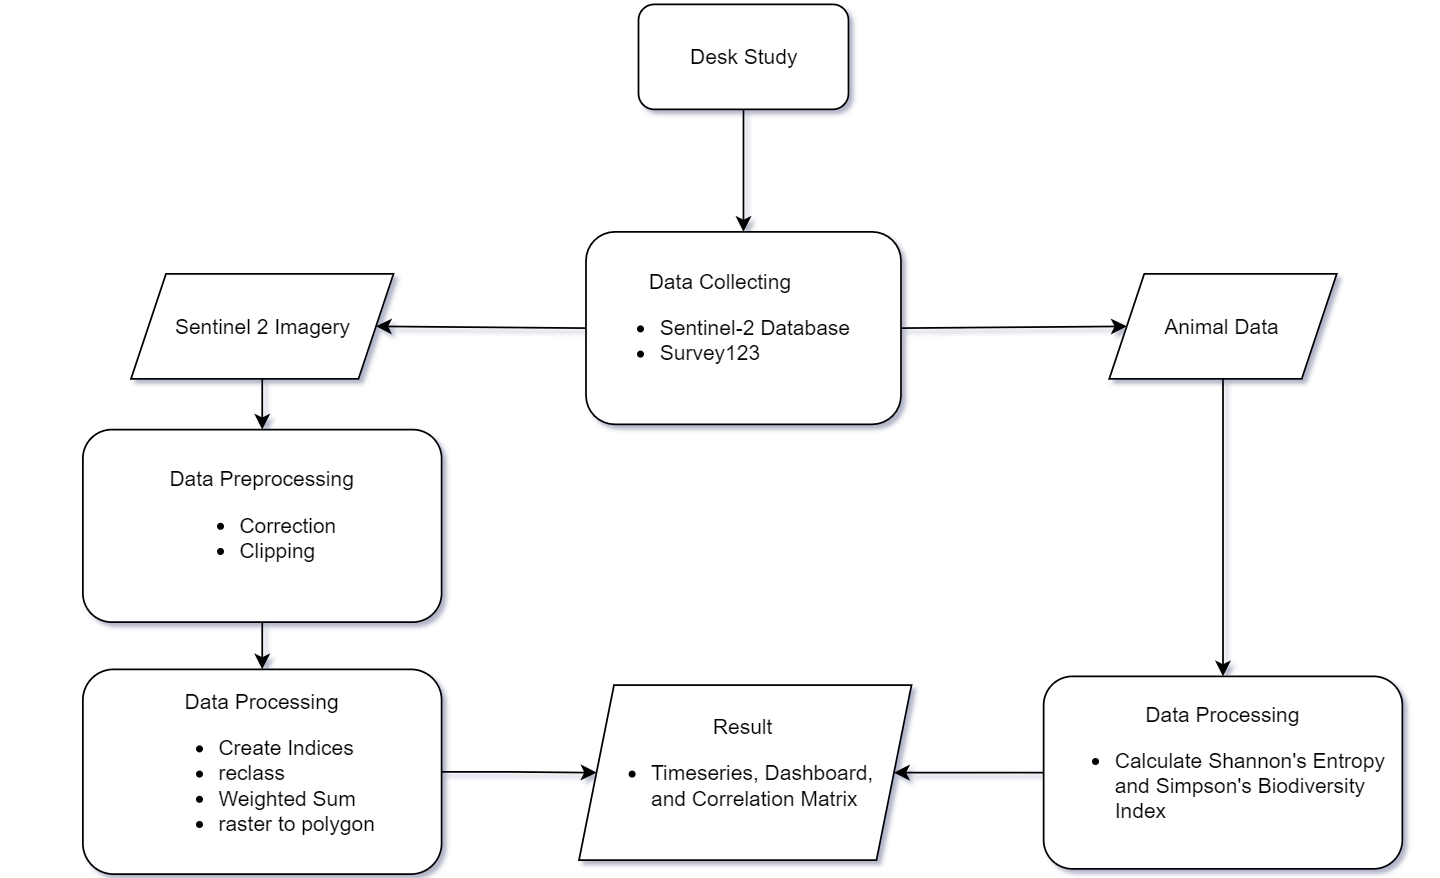 Desk Study
Data Collecting
Sentinel-2 Database
Survey123
Sentinel 2 Imagery
Animal Data
Data Preprocessing
Correction
Clipping
Data Processing
Create Indices
reclass
Weighted Sum
raster to polygon
Result
Timeseries, Dashboard,
and Correlation Matrix
Data Processing
Calculate Shannon's Entropy
and Simpson's Biodiversity
Index